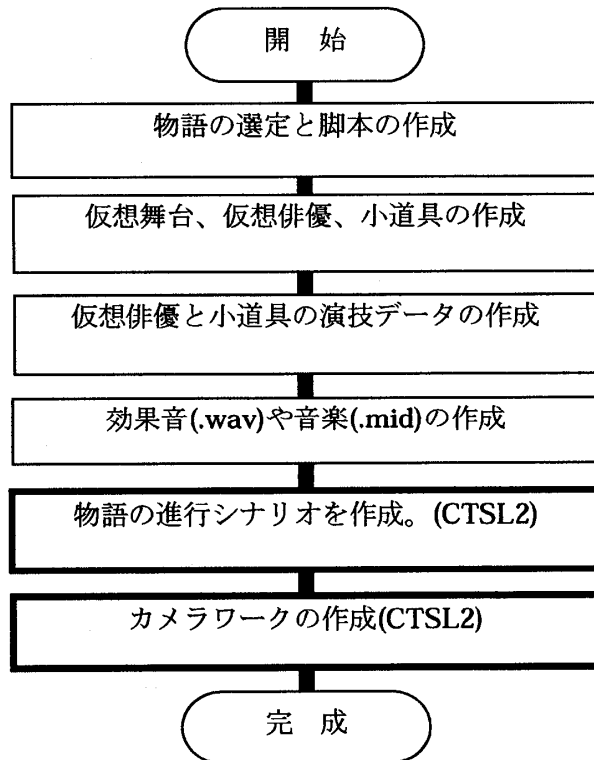 開　始
物語の選定と脚本の作成
仮想舞台、仮想俳優、小道具の作成
仮想俳優と小道具の演技データの作成
効果音(.wav)や音楽(.mid)の作成
物語の進行シナリオを作成。(CTSL2)
カメラワークの作成(CTSL2)
完　成